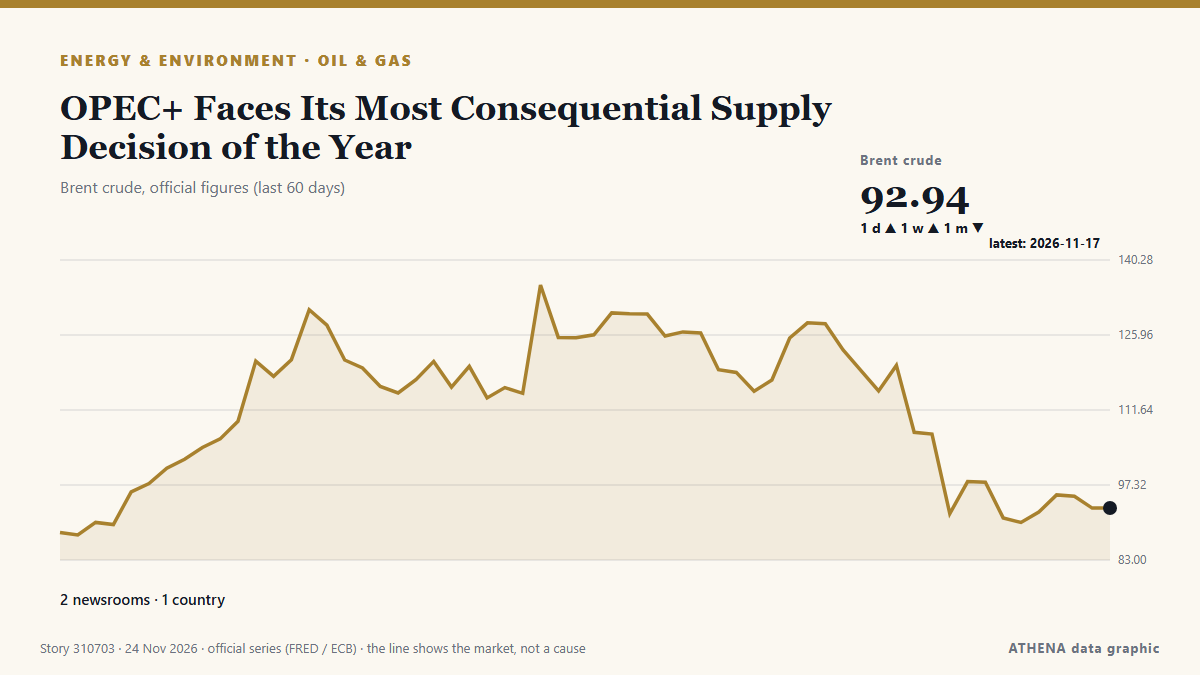 ENERGY & ENVIRONMENT · OIL & GAS
OPEC+ Faces Its Most Consequential Supply
Decision of the Year
Brent crude, official figures (last 60 days)
Brent crude
92.94
1 d ▲ 1 w ▲ 1 m ▼
latest: 2026-11-17
140.28
125.96
111.64
97.32
83.00
2 newsrooms · 1 country
Story 310703 · 24 Nov 2026 · official series (FRED / ECB) · the line shows the market, not a cause
ATHENA data graphic